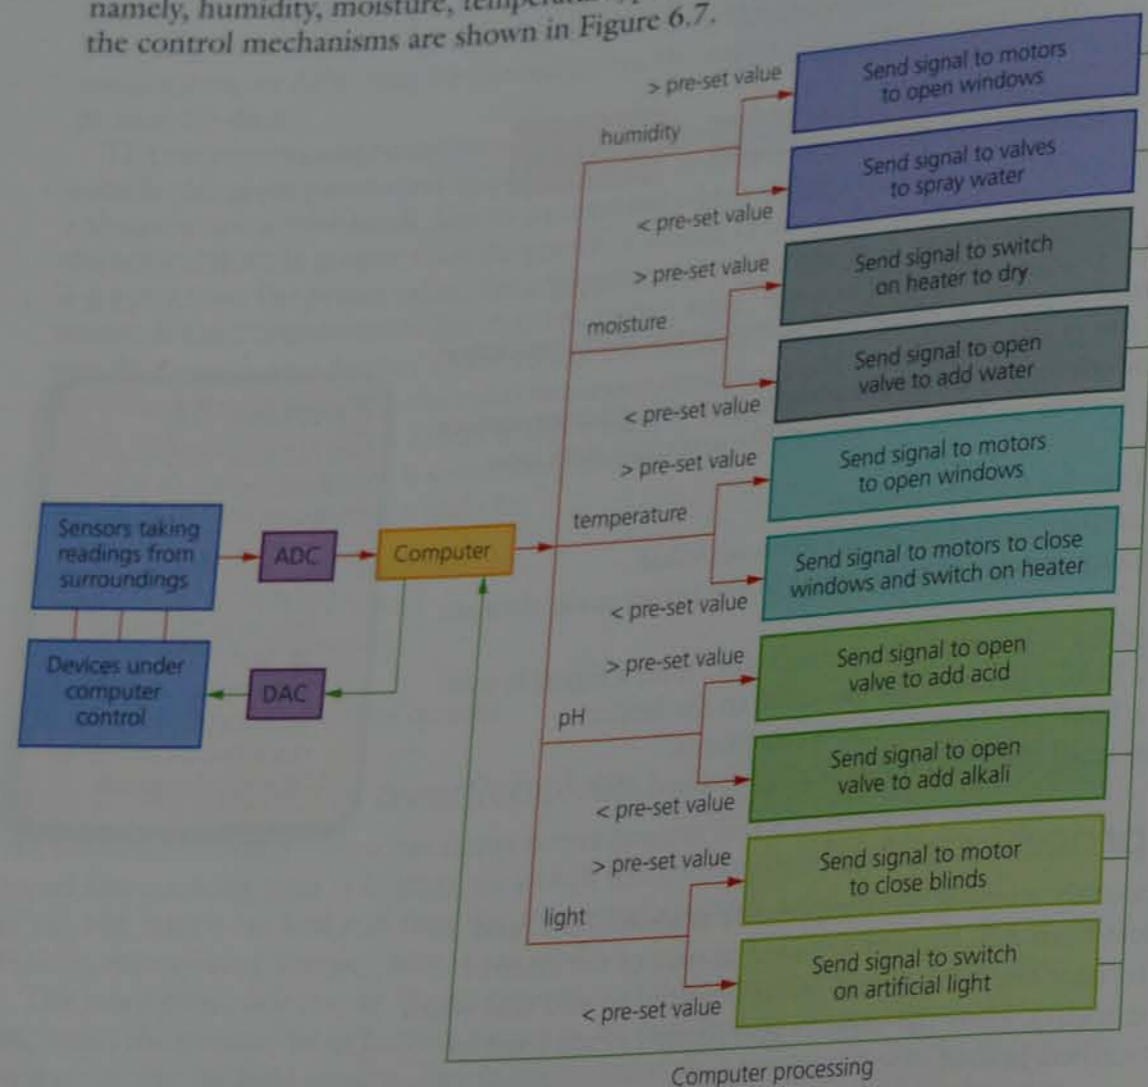 namely, humidity, moisture,
the control mechanisms are shown in Figure 6.7.
Sensors taking
readings from
surroundings
ADC
Computer
Devices under
computer
control
DAC
humidity
> pre-set value
Send signal to motors
to open windows
< pre-set value
Send signal to valves
to spray water
moisture
> pre-set value
Send signal to switch
on heater to dry
< pre-set value
Send signal to open
valve to add water
temperature
> pre-set value
Send signal to motors
to open windows
< pre-set value
Send signal to motors to close
windows and switch on heater
pH
> pre-set value
Send signal to open
valve to add acid
< pre-set value
Send signal to open
valve to add alkali
light
> pre-set value
Send signal to motor
to close blinds
< pre-set value
Send signal to switch
on artificial light
Computer processing